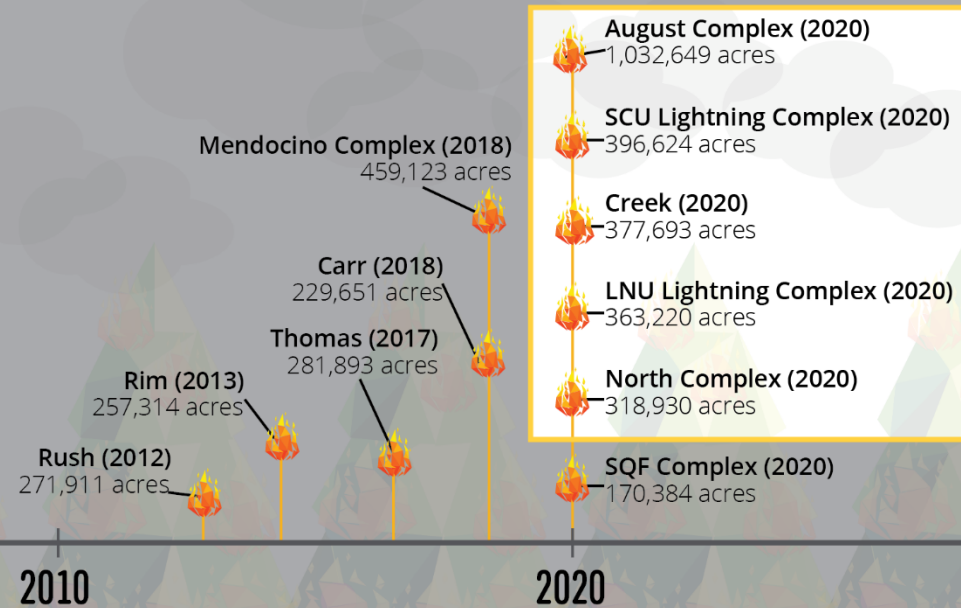 August Complex (2020)
1,032,649 acres
SCU Lightning Complex (2020)
396,624 acres
Mendocino Complex (2018)
459,123 acres
Creek (2020)
377,693 acres
Carr (2018)
229,651 acres
LNU Lightning Complex (2020)
363,220 acres
Thomas (2017)
281,893 acres
Rim (2013)
257,314 acres
North Complex (2020)
318,930 acres
Rush (2012)
271,911 acres
SQF Complex (2020)
170,384 acres
2010
2020